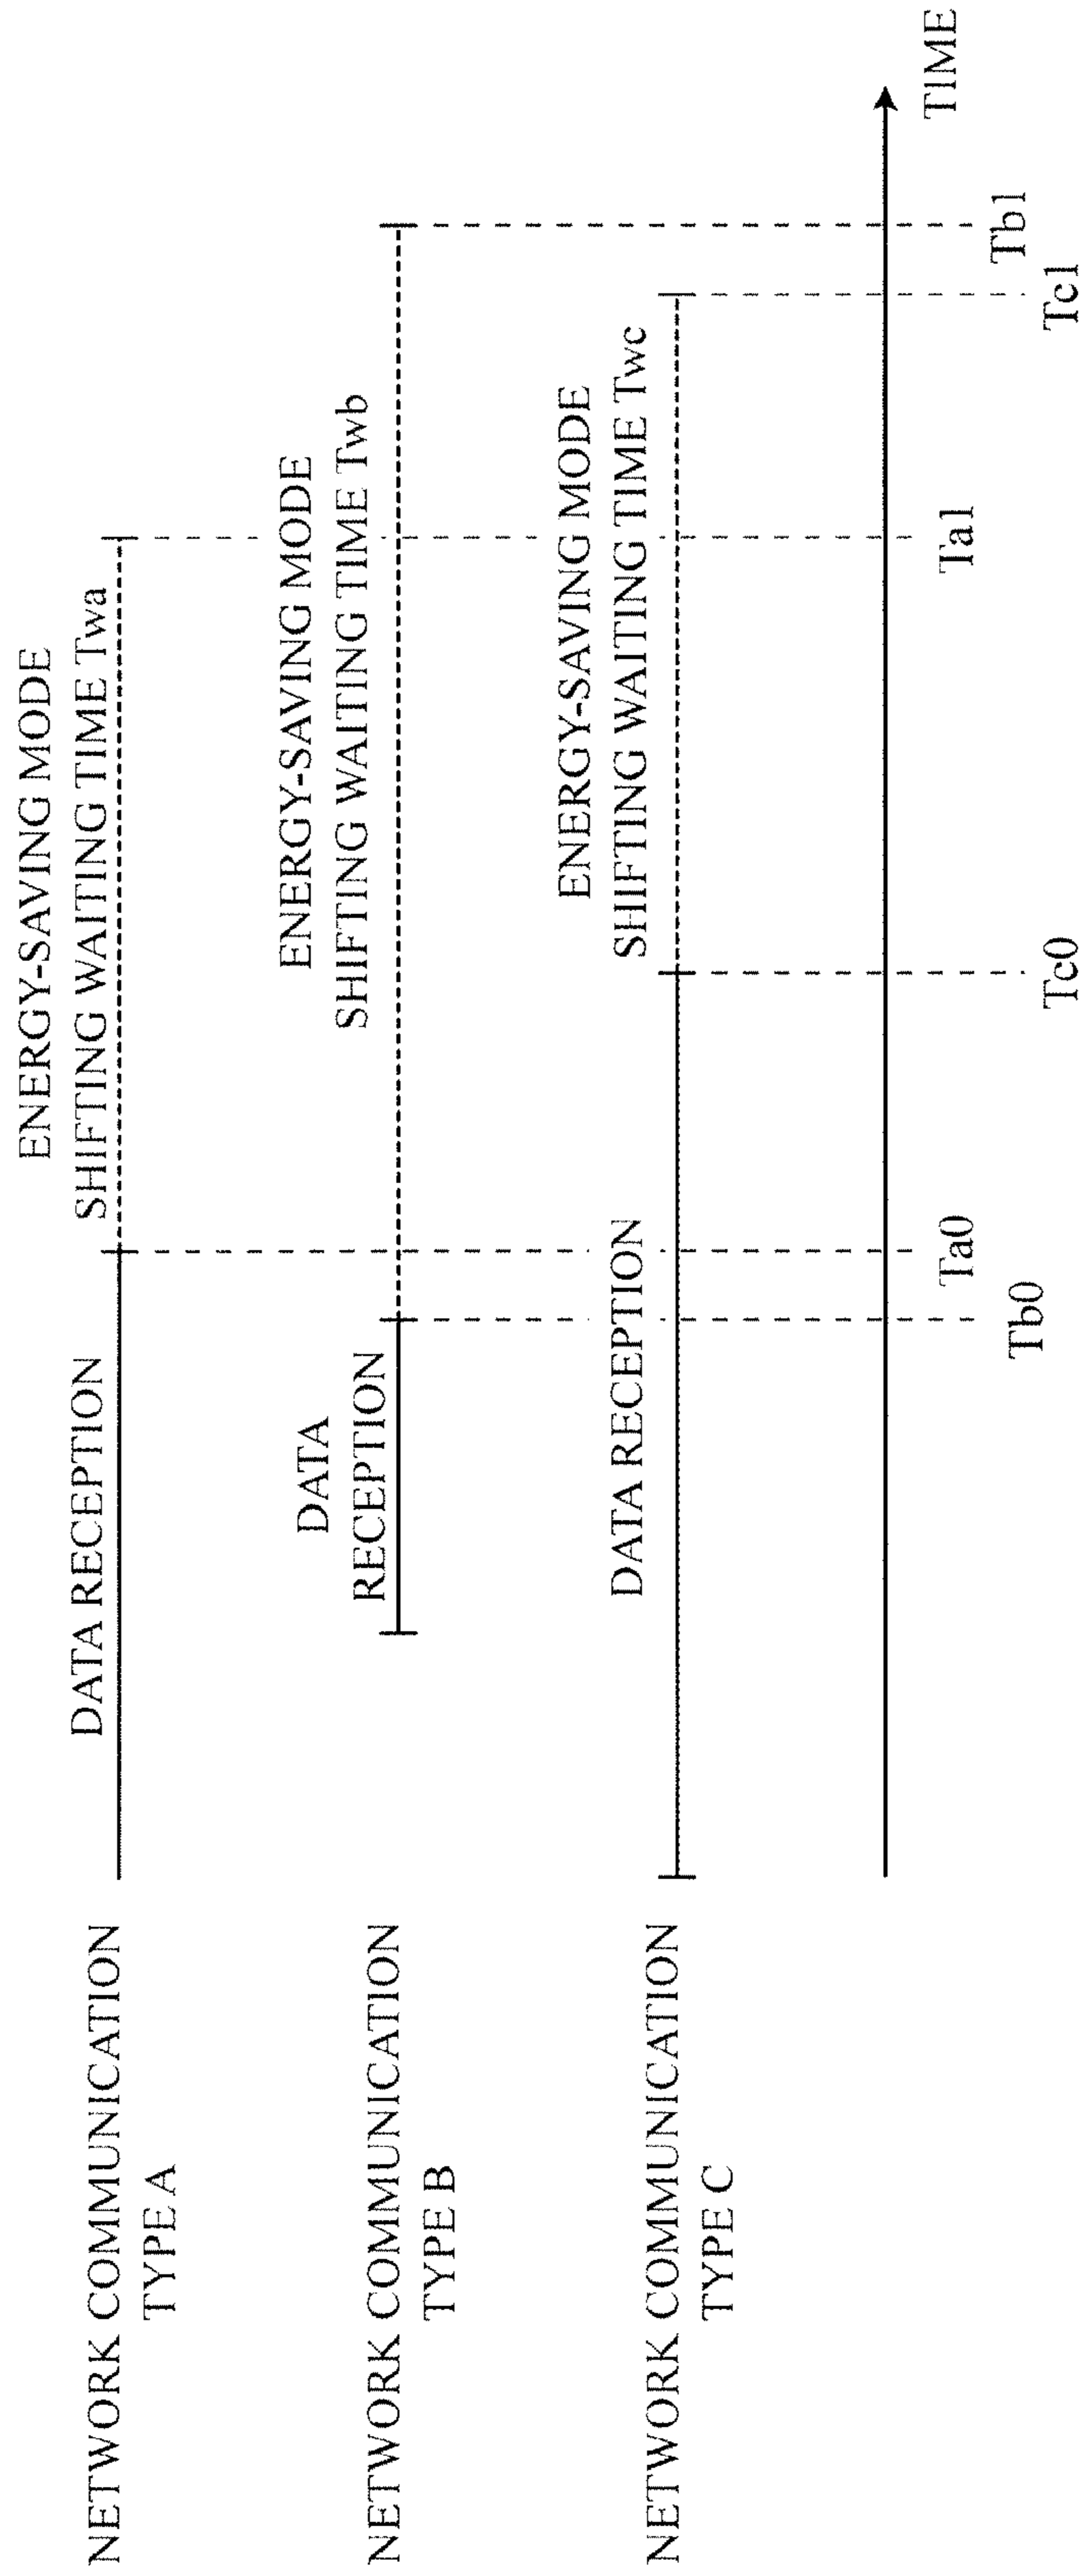 ENERGY-SAVING MODE
SHIFTING WAITING TIME Twa
DATA RECEPTION
NETWORK COMMUNICATION
TYPE A
ENERGY-SAVING MODE
SHIFTING WAITING TIME Twb
DATA
RECEPTION
NETWORK COMMUNICATION
TYPE B
ENERGY-SAVING MODE
SHIFTING WAITING TIME Twc
DATA RECEPTION
NETWORK COMMUNICATION
TYPE C
TIME
Ta0
Ta1
Tb0
Tb1
Tc0
Tc1